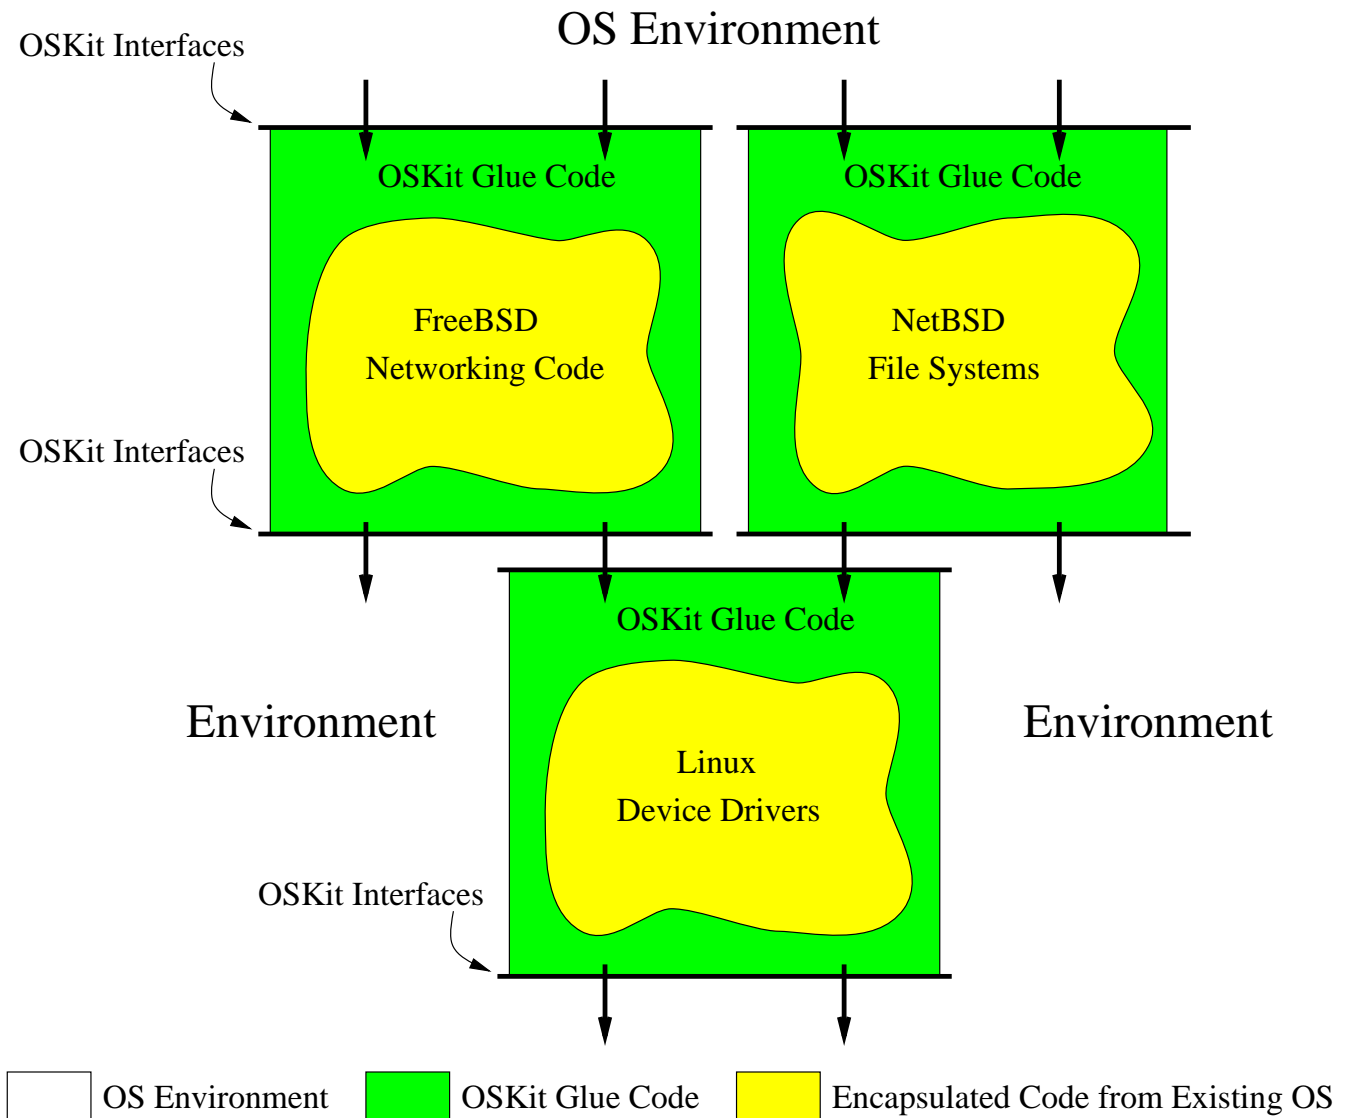 OS Environment
OSKit Interfaces
OSKit Glue Code
OSKit Glue Code
FreeBSD
Networking Code
NetBSD
File Systems
OSKit Interfaces
OSKit Glue Code
Environment
Environment
Linux
Device Drivers
OSKit Interfaces
OS Environment
OSKit Glue Code
Encapsulated Code from Existing OS